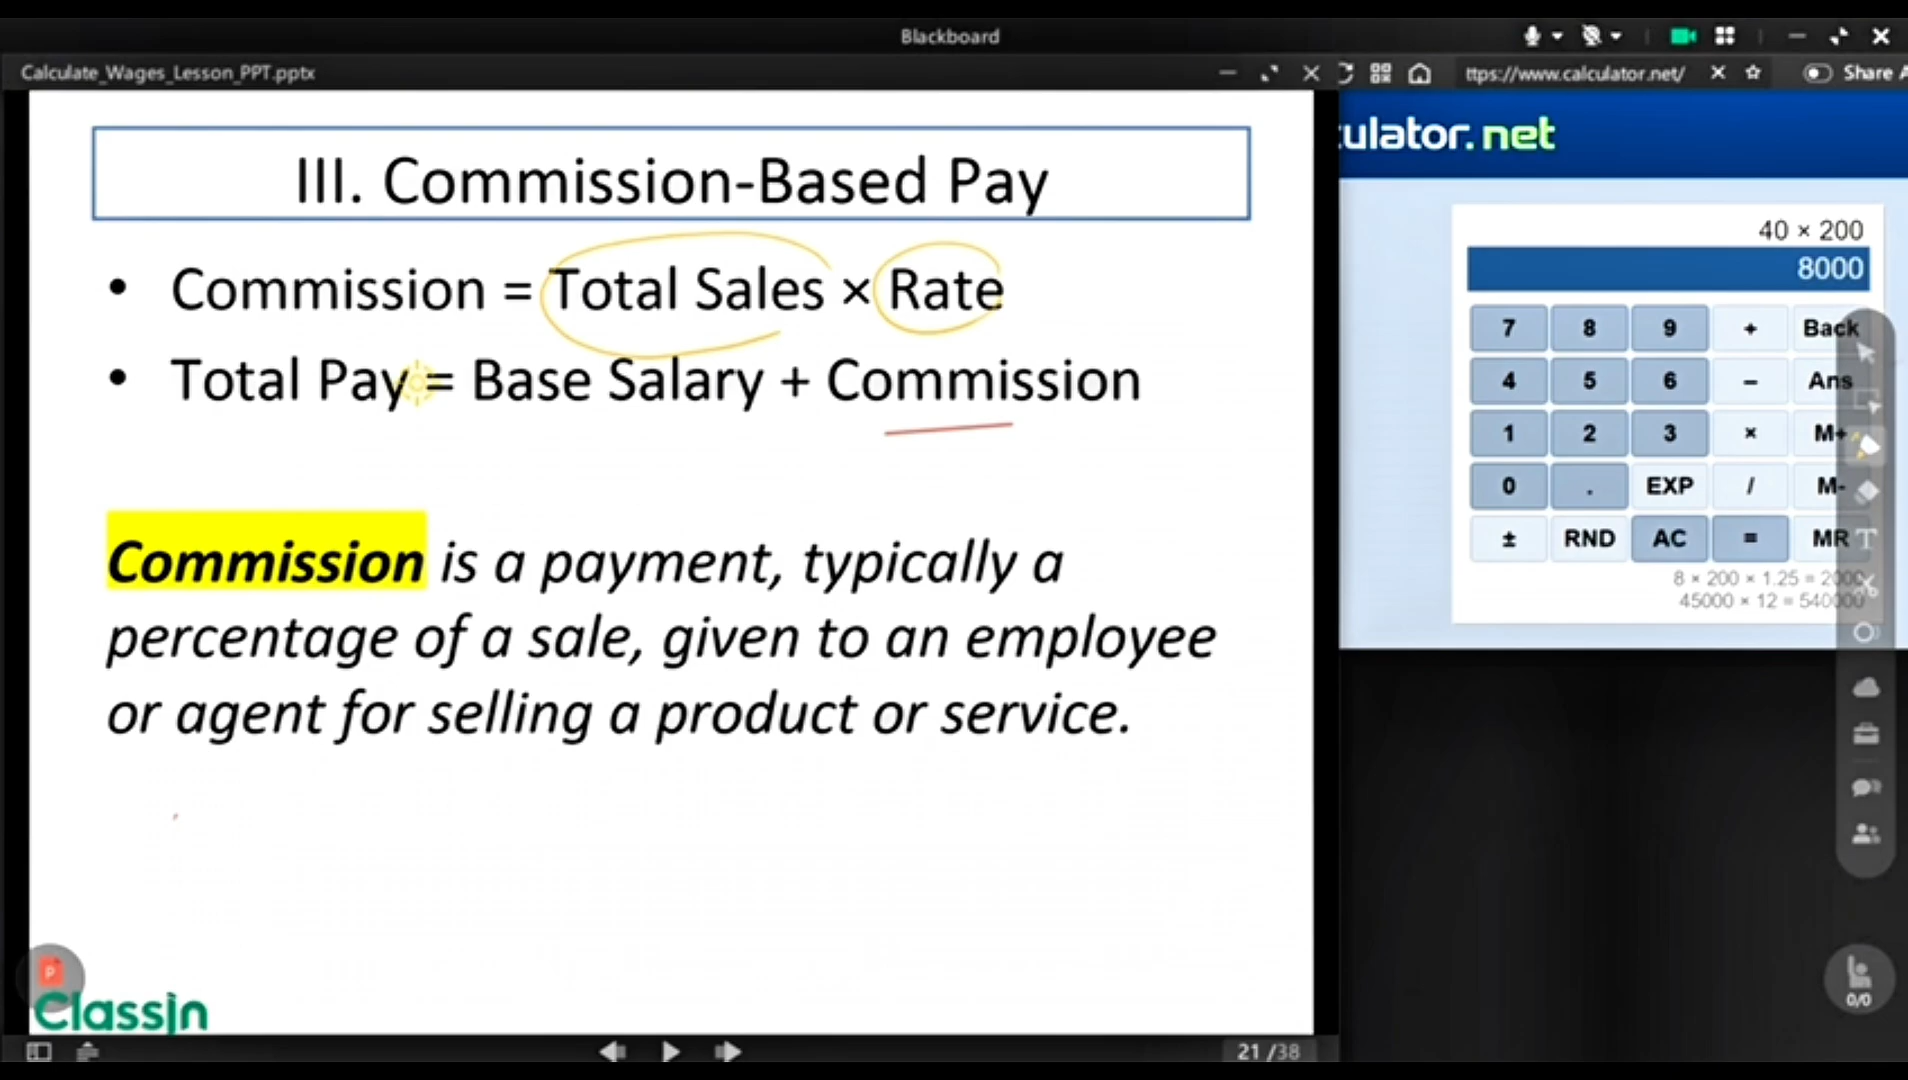 Blackboard
Calculate_Wages_Lesson_PPT.pptx
ttps://www.calculator.net/
Share A
III. Commission-Based Pay
• Commission = Total Sales × Rate
• Total Pay = Base Salary + Commission
Commission is a payment, typically a
percentage of a sale, given to an employee
or agent for selling a product or service.
ClassIn
21 /38
culator.net
40 × 200
8000
7 8 9 + Back
4 5 6 – Ans
1 2 3 × M+
0 . EXP / M-
± RND AC = MR
8 × 200 × 1.25 = 2000
45000 × 12 = 540000
0/0